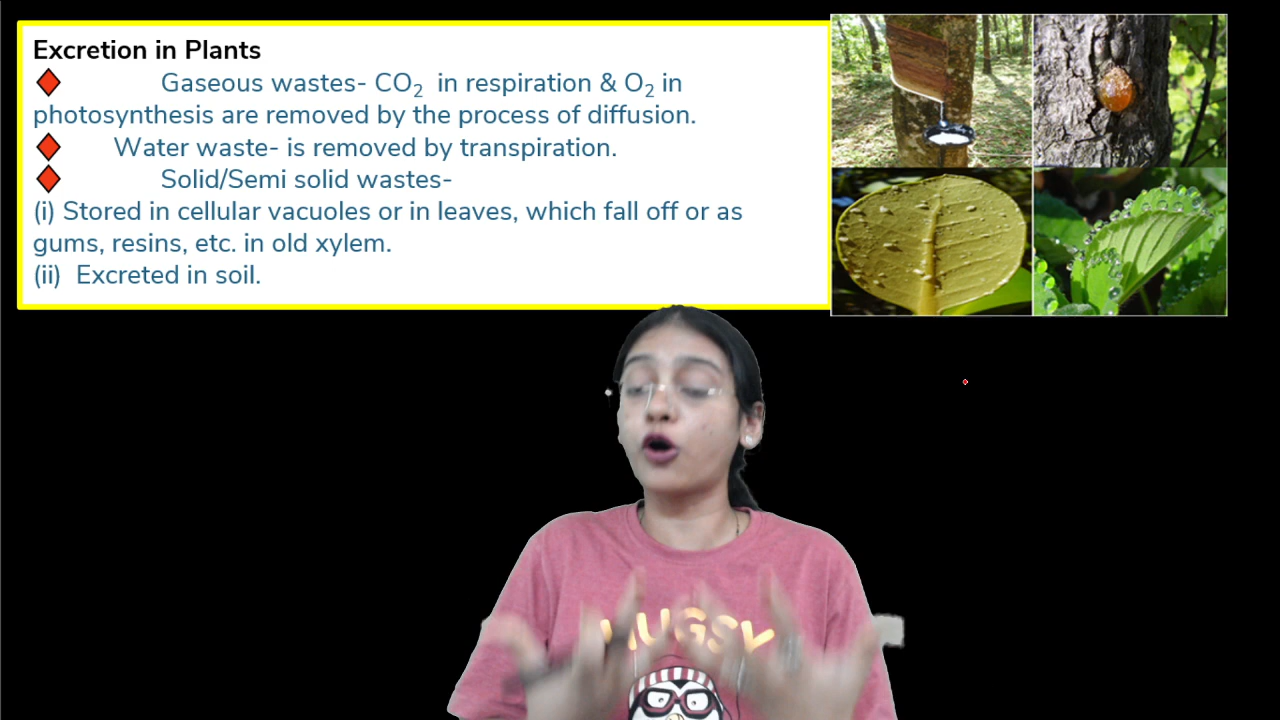 Excretion in Plants
Gaseous wastes- CO₂ in respiration & O₂ in
photosynthesis are removed by the process of diffusion.
Water waste- is removed by transpiration.
Solid/Semi solid wastes-
(i) Stored in cellular vacuoles or in leaves, which fall off or as
gums, resins, etc. in old xylem.
(ii) Excreted in soil.
HUGSY